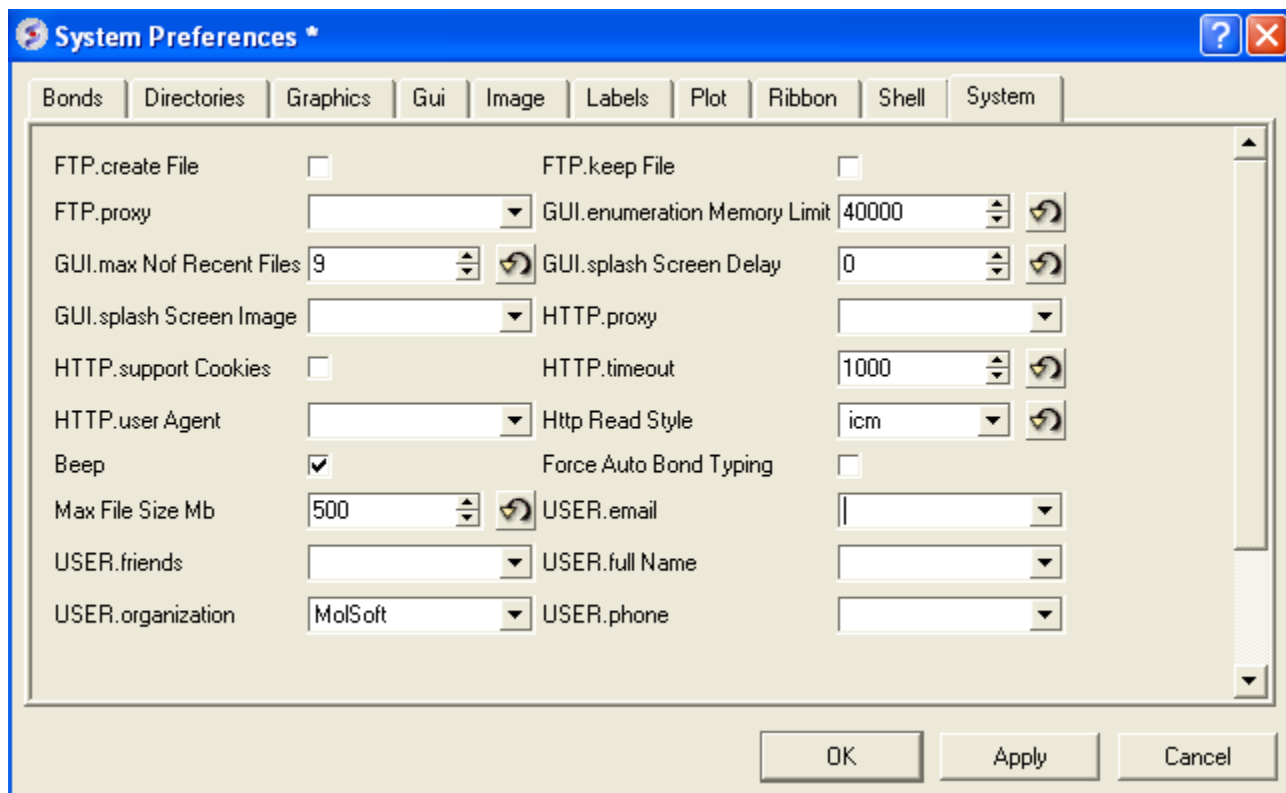 System Preferences *
?
Bonds Directories Graphics Gui Image Labels Plot Ribbon Shell System
FTP.create File FTP.keep File
FTP.proxy GUI.enumeration Memory Limit 40000
GUI.max Nof Recent Files 9 GUI.splash Screen Delay 0
GUI.splash Screen Image HTTP.proxy
HTTP.support Cookies HTTP.timeout 1000
HTTP.user Agent Http Read Style icm
Beep Force Auto Bond Typing
Max File Size Mb 500 USER.email
USER.friends USER.full Name
USER.organization MolSoft USER.phone
OK Apply Cancel